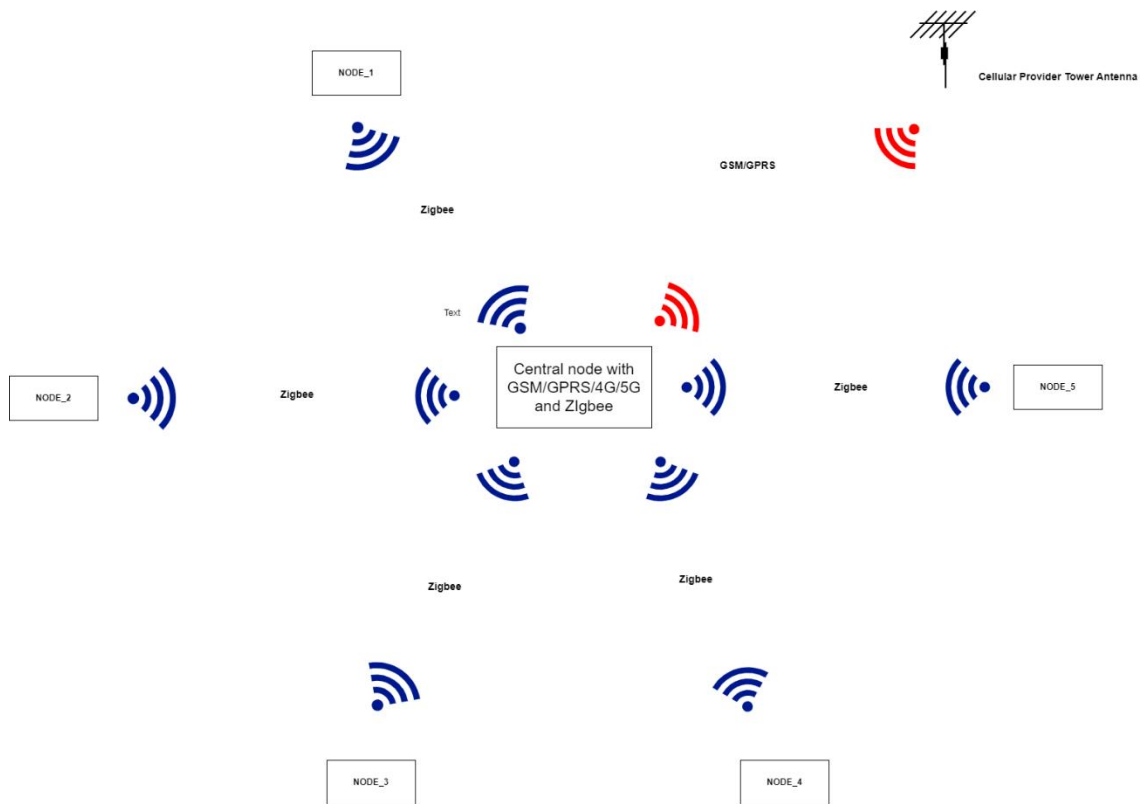 NODE_1
Cellular Provider Tower Antenna
GSM/GPRS
Zigbee
Text
Central node with
GSM/GPRS/4G/5G
and ZIgbee
NODE_2
Zigbee
Zigbee
NODE_5
Zigbee
Zigbee
NODE_3
NODE_4